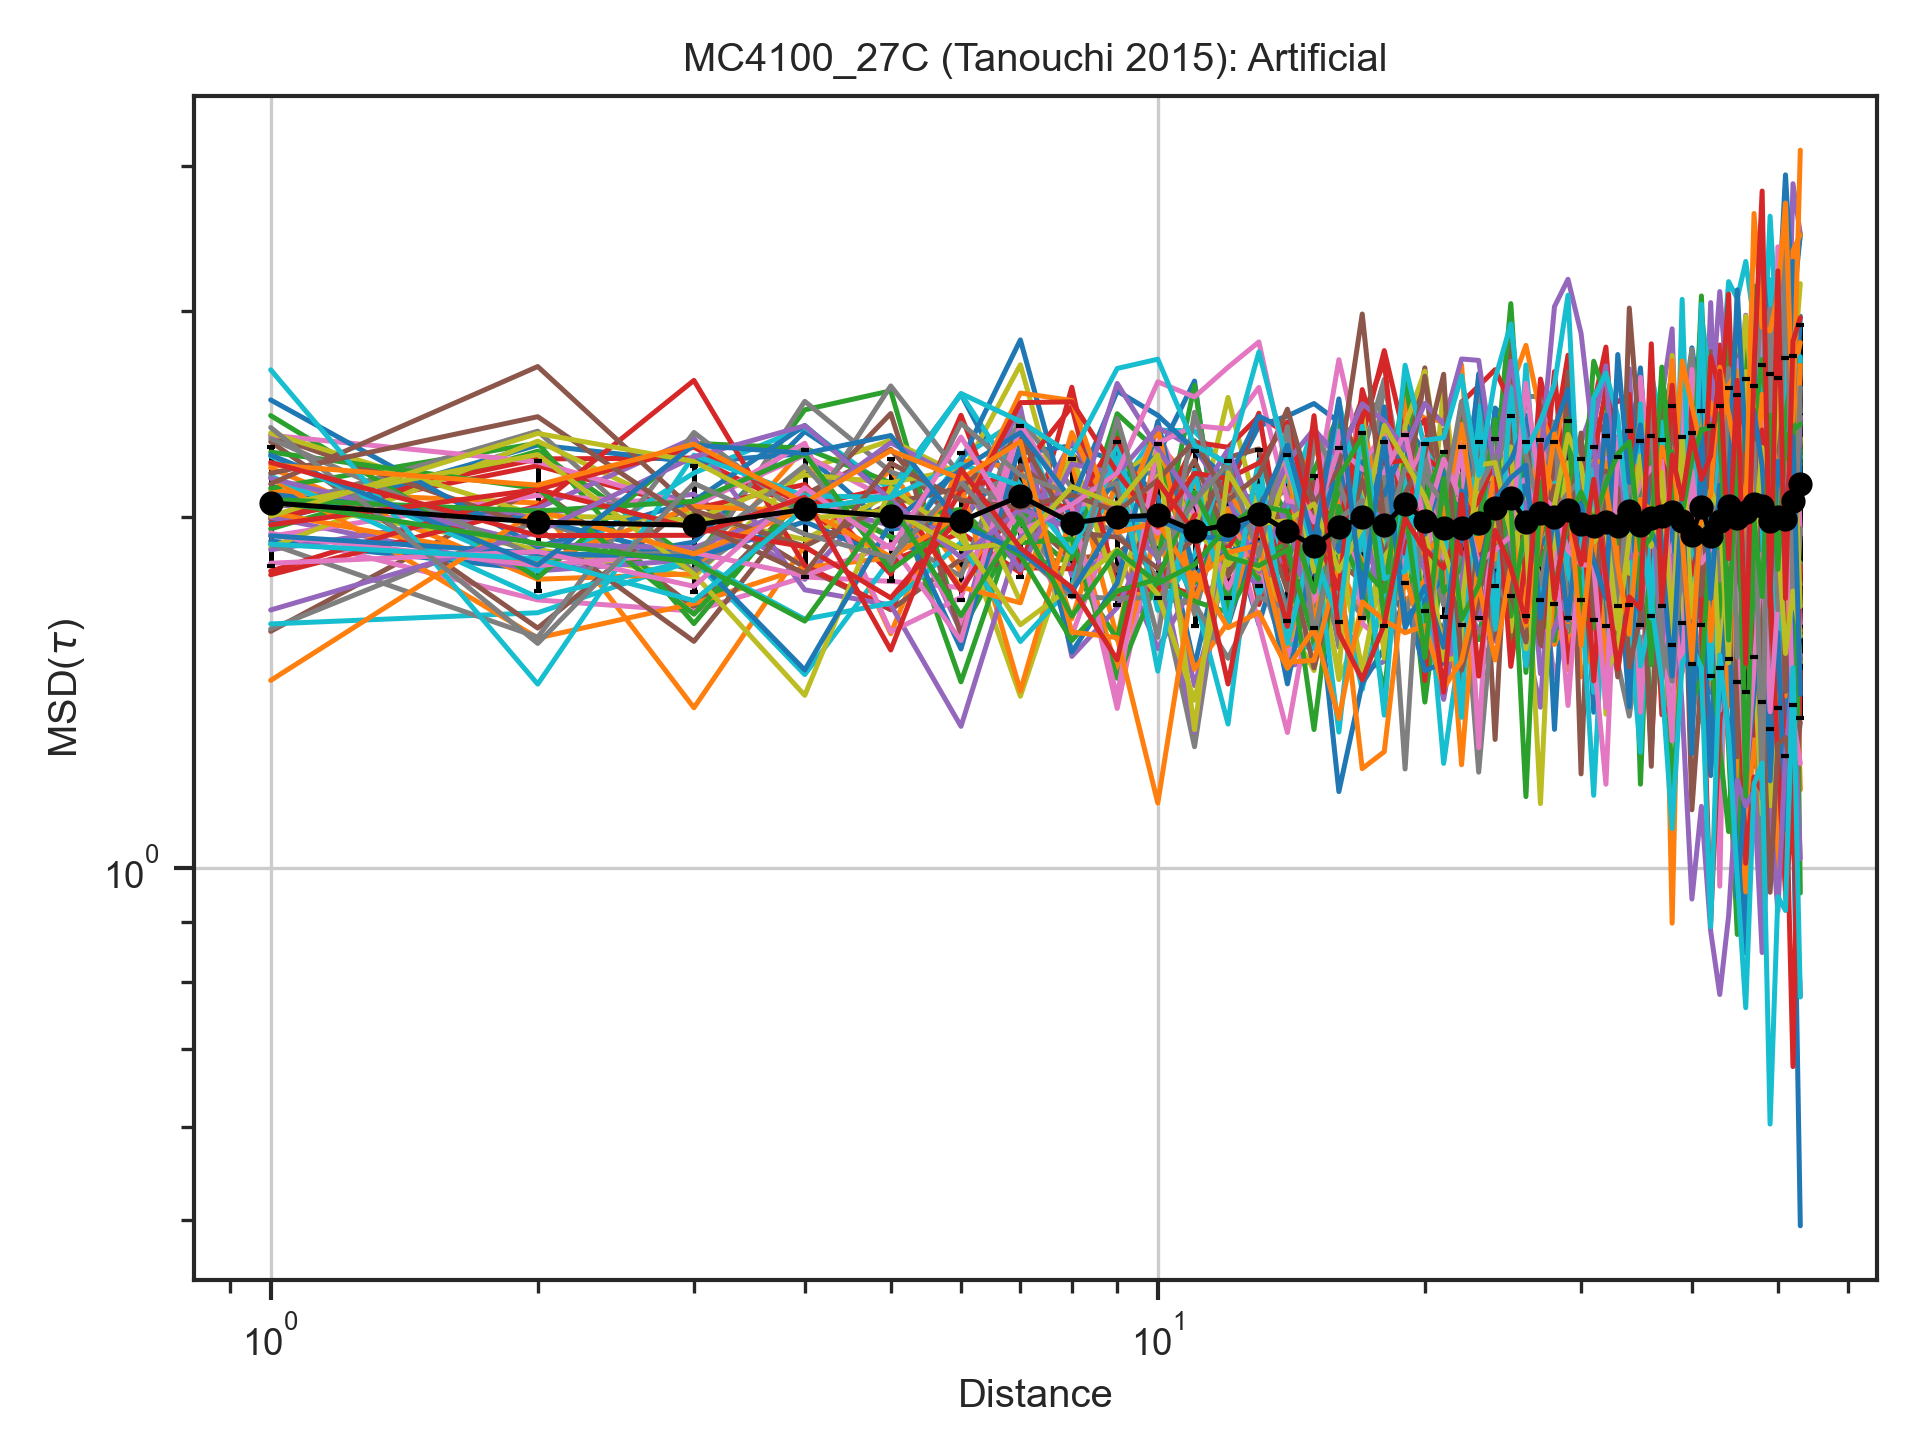 MC4100_27C (Tanouchi 2015): Artificial
MSD(τ)
10⁰
10⁰
10¹
Distance